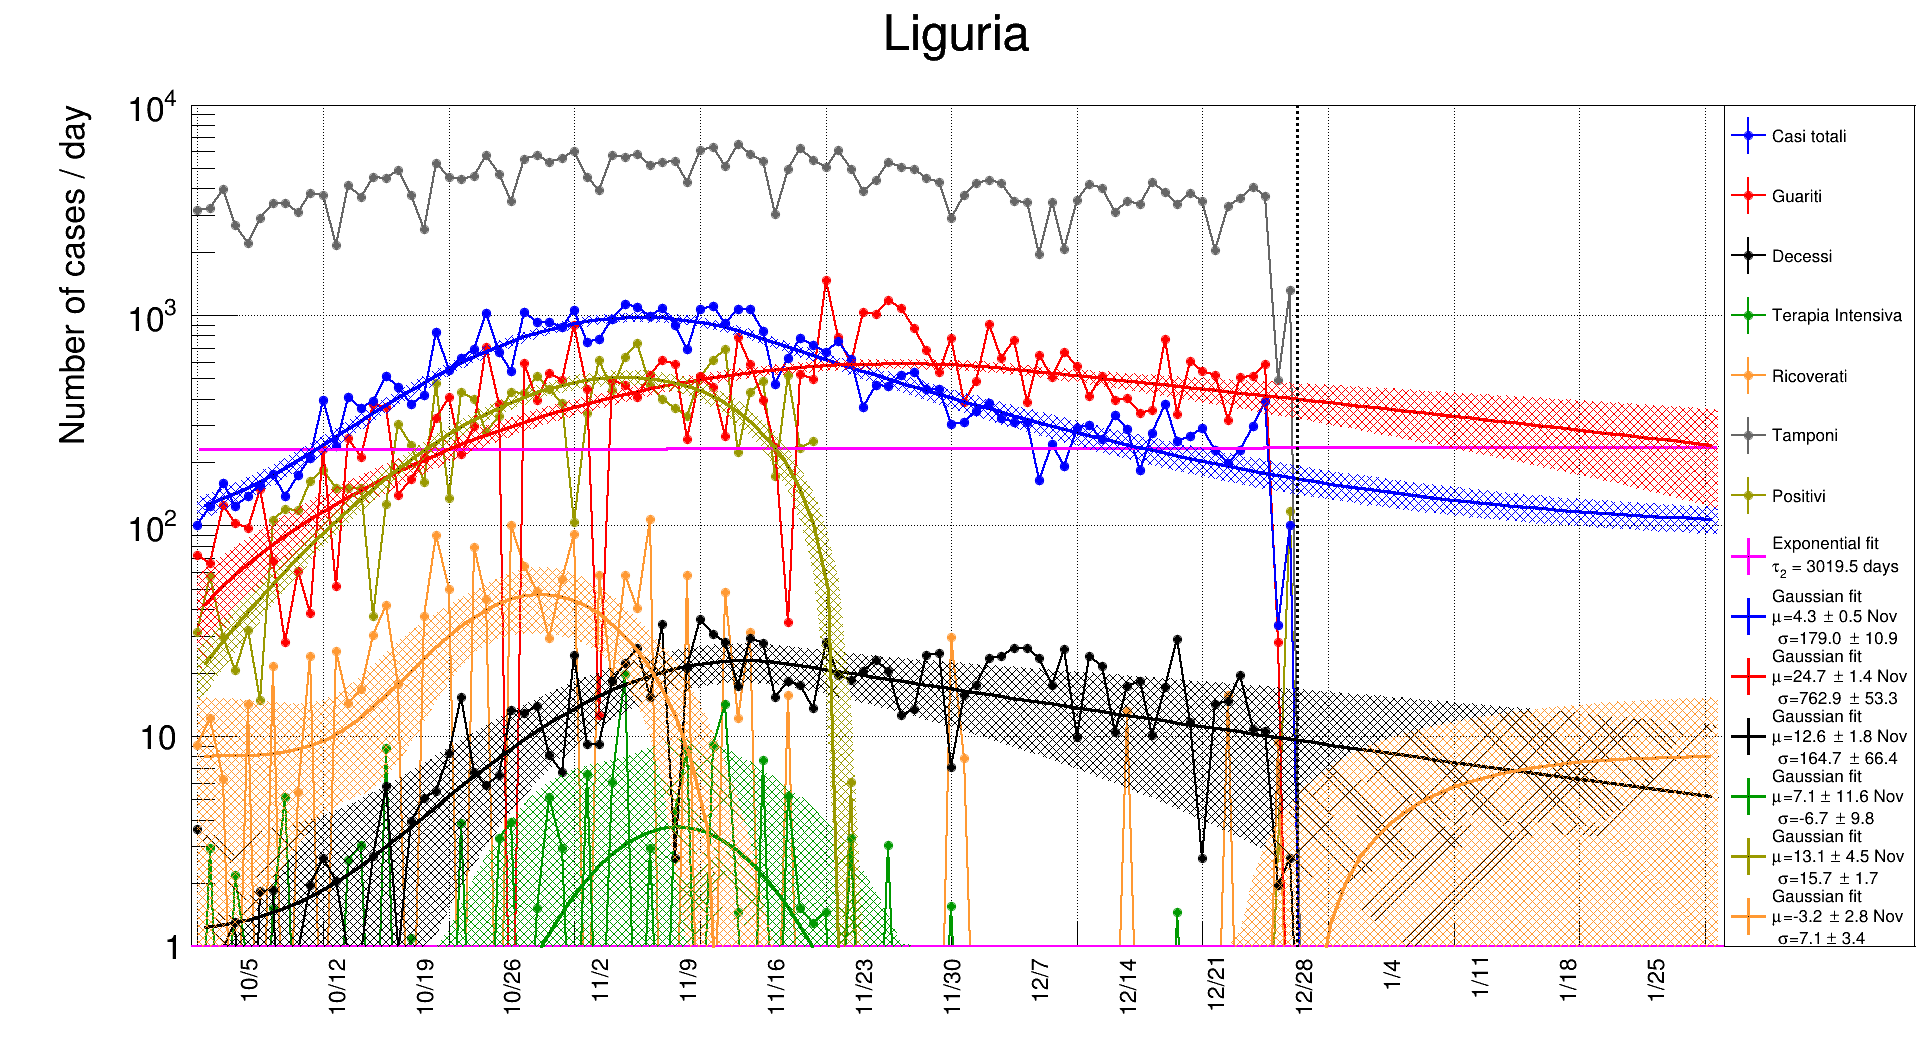 Liguria
Number of cases / day
10^4
10^3
10^2
10
1
10/5
10/12
10/19
10/26
11/2
11/9
11/16
11/23
11/30
12/7
12/14
12/21
12/28
1/4
1/11
1/18
1/25
Casi totali
Guariti
Decessi
Terapia Intensiva
Ricoverati
Tamponi
Positivi
Exponential fit
τ₂ = 3019.5 days
Gaussian fit
μ=4.3 ± 0.5 Nov
σ=179.0 ± 10.9
Gaussian fit
μ=24.7 ± 1.4 Nov
σ=762.9 ± 53.3
Gaussian fit
μ=12.6 ± 1.8 Nov
σ=164.7 ± 66.4
Gaussian fit
μ=7.1 ± 11.6 Nov
σ=-6.7 ± 9.8
Gaussian fit
μ=13.1 ± 4.5 Nov
σ=15.7 ± 1.7
Gaussian fit
μ=-3.2 ± 2.8 Nov
σ=7.1 ± 3.4